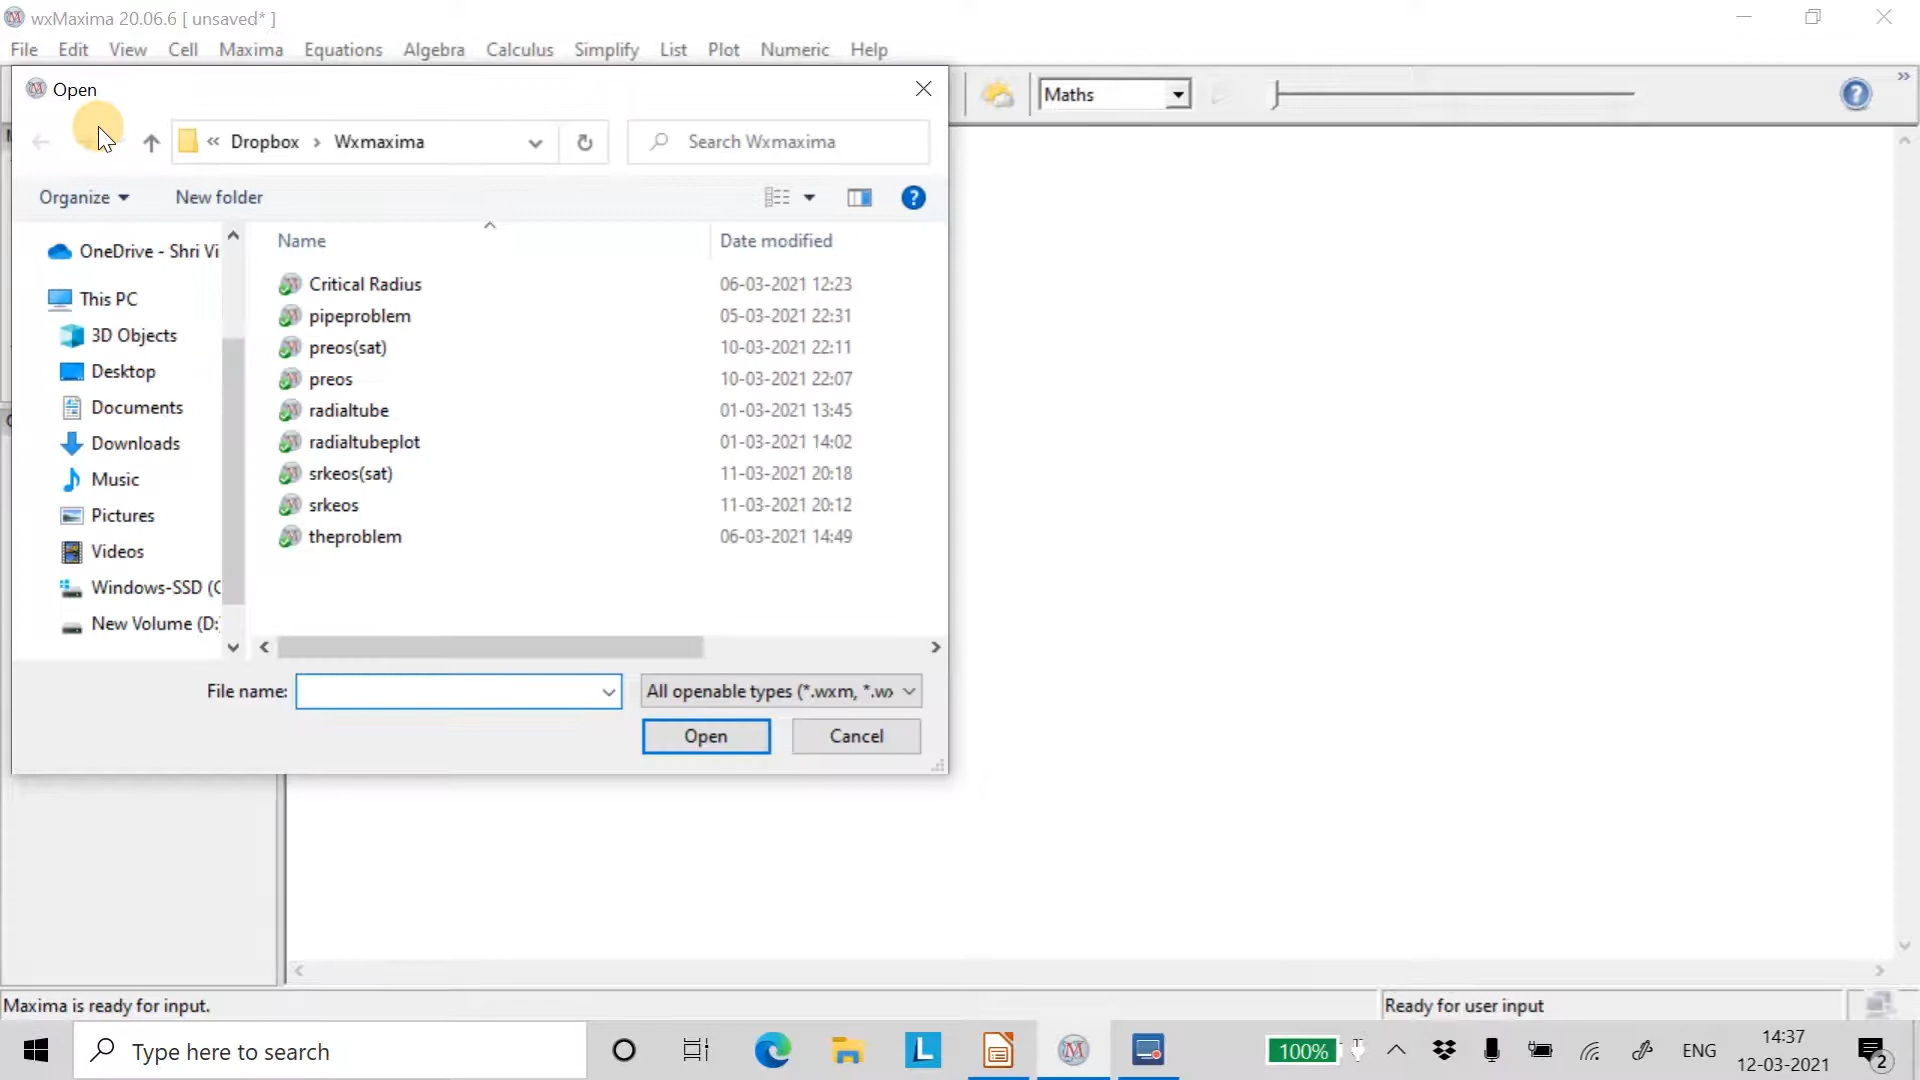 wxMaxima 20.06.6 [ unsaved* ]
File Edit View Cell Maxima Equations Algebra Calculus Simplify List Plot Numeric Help
Open
Maths
« Dropbox › Wxmaxima
Search Wxmaxima
Organize New folder
Name Date modified
OneDrive - Shri Vi
This PC
3D Objects
Desktop
Documents
Downloads
Music
Pictures
Videos
Windows-SSD (C
New Volume (D:
Critical Radius 06-03-2021 12:23
pipeproblem 05-03-2021 22:31
preos(sat) 10-03-2021 22:11
preos 10-03-2021 22:07
radialtube 01-03-2021 13:45
radialtubeplot 01-03-2021 14:02
srkeos(sat) 11-03-2021 20:18
srkeos 11-03-2021 20:12
theproblem 06-03-2021 14:49
File name: All openable types (*.wxm, *.wx
Open Cancel
Maxima is ready for input. Ready for user input
Type here to search
100%
ENG
14:37
12-03-2021
2